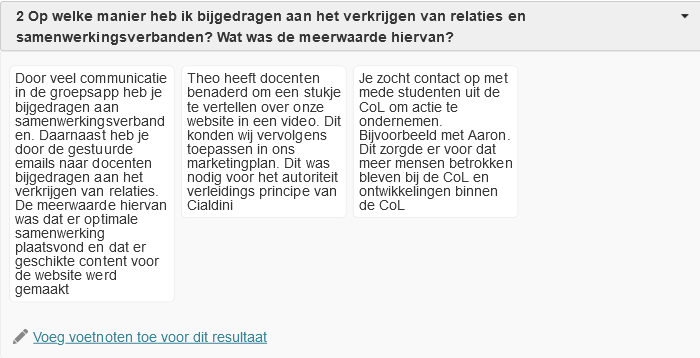 2 Op welke manier heb ik bijgedragen aan het verkrijgen van relaties en
samenwerkingsverbanden? Wat was de meerwaarde hiervan?
Door veel communicatie
in de groepsapp heb je
bijgedragen aan
samenwerkingsverband
en. Daarnaast heb je
door de gestuurde
emails naar docenten
bijgedragen aan het
verkrijgen van relaties.
De meerwaarde hiervan
was dat er optimale
samenwerking
plaatsvond en dat er
geschikte content voor
de website werd
gemaakt
Theo heeft docenten
benaderd om een stukje
te vertellen over onze
website in een video. Dit
konden wij vervolgens
toepassen in ons
marketingplan. Dit was
nodig voor het autoriteit
verleidings principe van
Cialdini
Je zocht contact op met
mede studenten uit de
CoL om actie te
ondernemen.
Bijvoorbeeld met Aaron.
Dit zorgde er voor dat
meer mensen betrokken
bleven bij de CoL en
ontwikkelingen binnen
de CoL
Voeg voetnoten toe voor dit resultaat